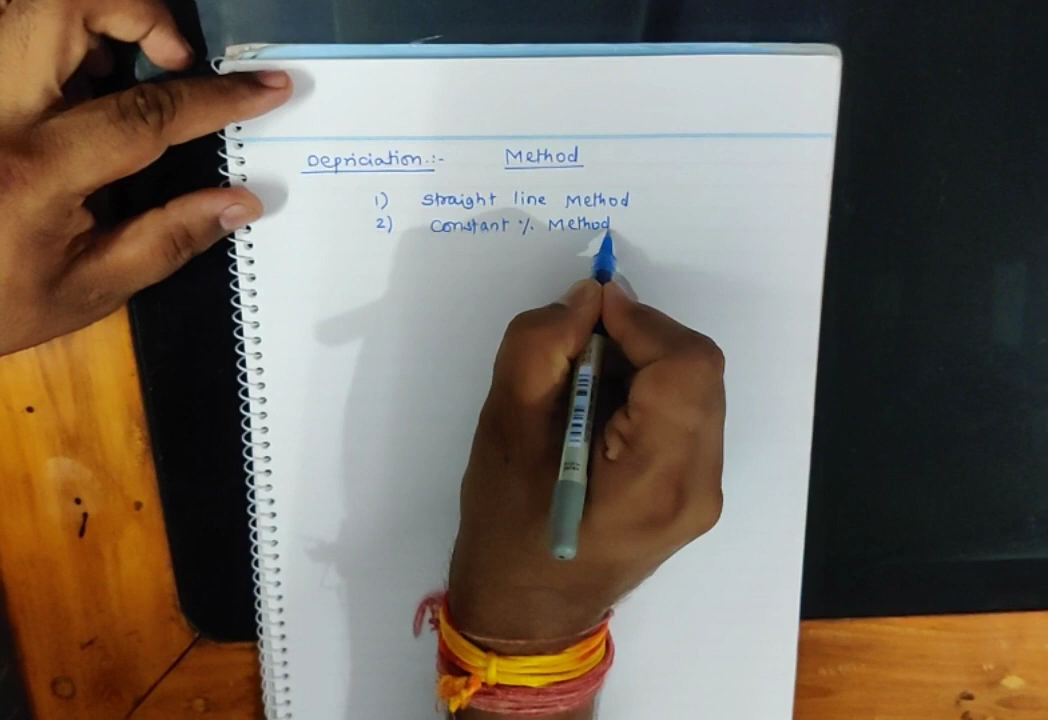 Depriciation :- Method
1) straight line Method
2) constant % Method